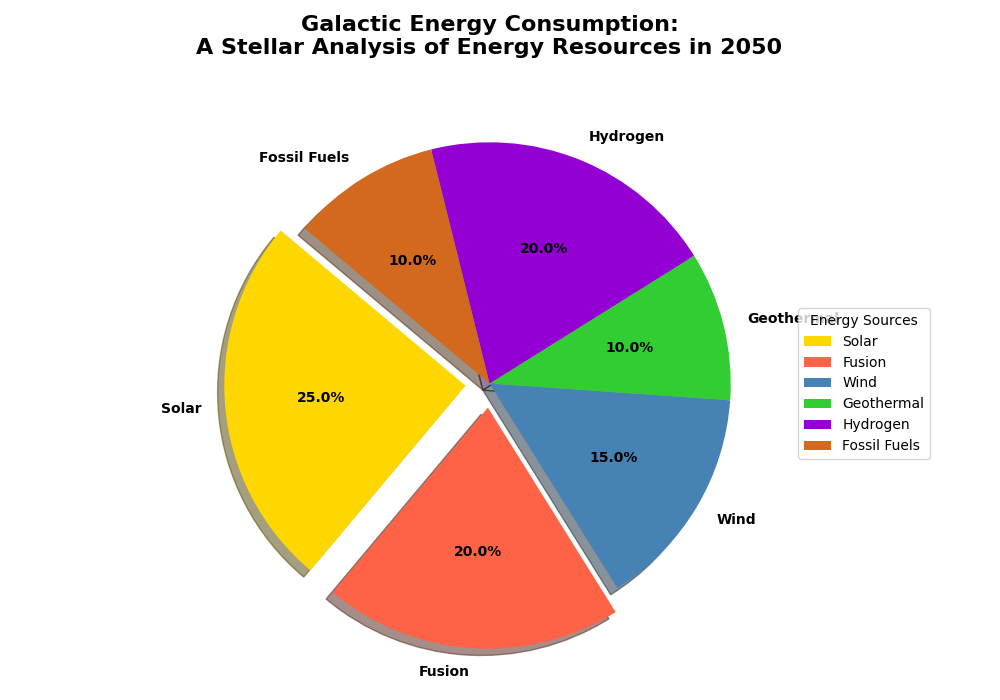 Galactic Energy Consumption:
A Stellar Analysis of Energy Resources in 2050
Hydrogen
Fossil Fuels
20.0%
10.0%
Geothermal
10.0%
Solar
25.0%
15.0%
Wind
20.0%
Fusion
Energy Sources
Solar
Fusion
Wind
Geothermal
Hydrogen
Fossil Fuels